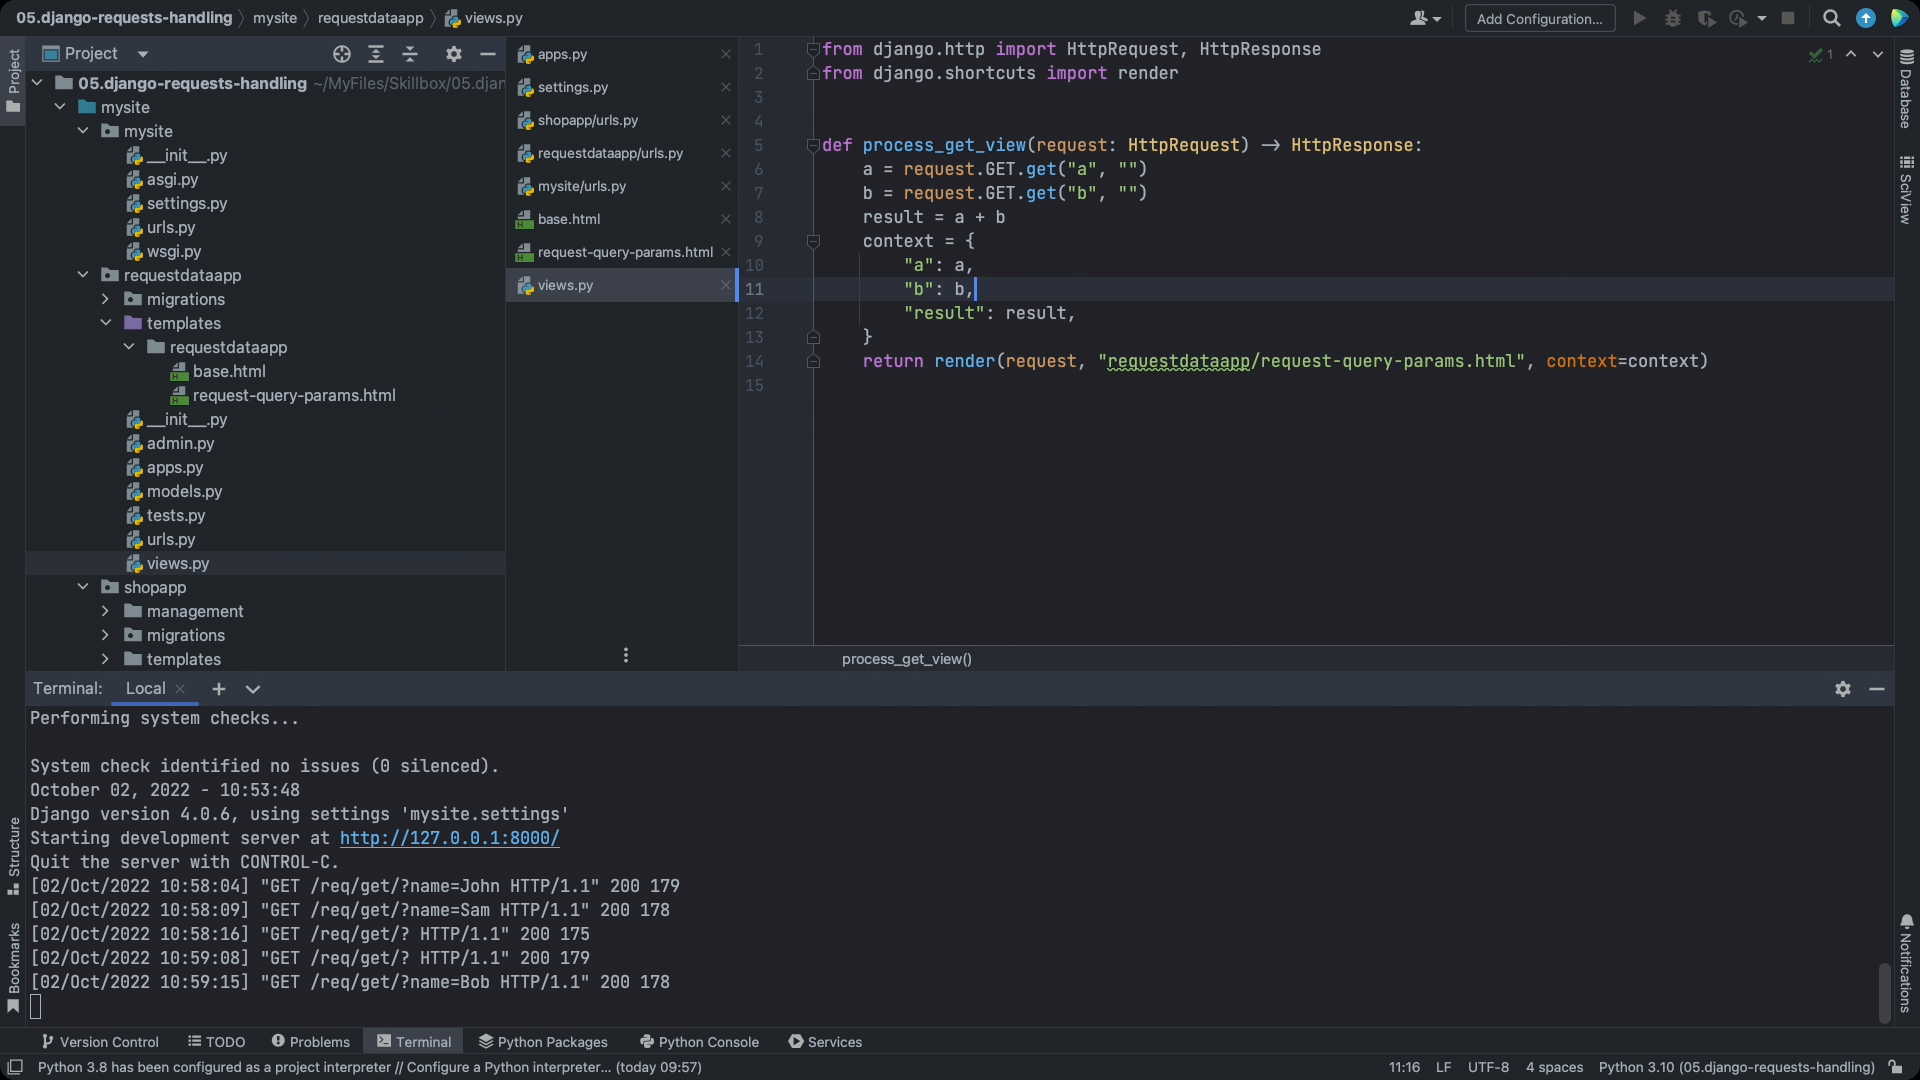 05.django-requests-handling mysite requestdataapp views.py
Add Configuration...
Project
Project
05.django-requests-handling ~/MyFiles/Skillbox/05.djan
mysite
mysite
__init__.py
asgi.py
settings.py
urls.py
wsgi.py
requestdataapp
migrations
templates
requestdataapp
base.html
request-query-params.html
__init__.py
admin.py
apps.py
models.py
tests.py
urls.py
views.py
shopapp
management
migrations
templates
apps.py
settings.py
shopapp/urls.py
requestdataapp/urls.py
mysite/urls.py
base.html
request-query-params.html
views.py
1 from django.http import HttpRequest, HttpResponse
2 from django.shortcuts import render
3
4
5 def process_get_view(request: HttpRequest) -> HttpResponse:
6 a = request.GET.get("a", "")
7 b = request.GET.get("b", "")
8 result = a + b
9 context = {
10 "a": a,
11 "b": b,
12 "result": result,
13 }
14 return render(request, "requestdataapp/request-query-params.html", context=context)
15
1
process_get_view()
Database
SciView
Notifications
Structure
Bookmarks
Terminal: Local
Performing system checks...
System check identified no issues (0 silenced).
October 02, 2022 - 10:53:48
Django version 4.0.6, using settings 'mysite.settings'
Starting development server at http://127.0.0.1:8000/
Quit the server with CONTROL-C.
[02/Oct/2022 10:58:04] "GET /req/get/?name=John HTTP/1.1" 200 179
[02/Oct/2022 10:58:09] "GET /req/get/?name=Sam HTTP/1.1" 200 178
[02/Oct/2022 10:58:16] "GET /req/get/? HTTP/1.1" 200 175
[02/Oct/2022 10:59:08] "GET /req/get/? HTTP/1.1" 200 179
[02/Oct/2022 10:59:15] "GET /req/get/?name=Bob HTTP/1.1" 200 178
Version Control TODO Problems Terminal Python Packages Python Console Services
Python 3.8 has been configured as a project interpreter // Configure a Python interpreter... (today 09:57)
11:16 LF UTF-8 4 spaces Python 3.10 (05.django-requests-handling)